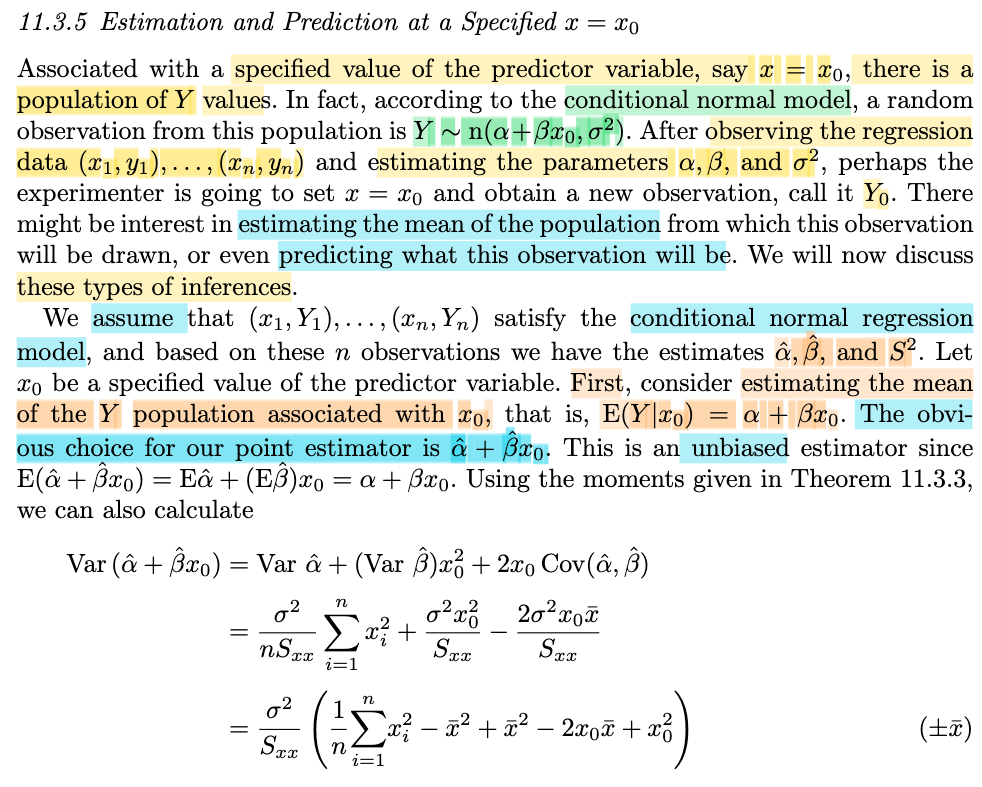 11.3.5 Estimation and Prediction at a Specified x = x₀
Associated with a specified value of the predictor variable, say x = x₀, there is a
population of Y values. In fact, according to the conditional normal model, a random
observation from this population is Y ∼ n(α+βx₀, σ²). After observing the regression
data (x₁, y₁), . . . , (xₙ, yₙ) and estimating the parameters α, β, and σ², perhaps the
experimenter is going to set x = x₀ and obtain a new observation, call it Y₀. There
might be interest in estimating the mean of the population from which this observation
will be drawn, or even predicting what this observation will be. We will now discuss
these types of inferences.
We assume that (x₁, Y₁), . . . , (xₙ, Yₙ) satisfy the conditional normal regression
model, and based on these n observations we have the estimates α̂, β̂, and S². Let
x₀ be a specified value of the predictor variable. First, consider estimating the mean
of the Y population associated with x₀, that is, E(Y|x₀) = α + βx₀. The obvi-
ous choice for our point estimator is α̂ + β̂x₀. This is an unbiased estimator since
E(α̂ + β̂x₀) = Eα̂ + (Eβ̂)x₀ = α + βx₀. Using the moments given in Theorem 11.3.3,
we can also calculate
Var (α̂ + β̂x₀) = Var α̂ + (Var β̂)x₀² + 2x₀ Cov(α̂, β̂)
= σ²/(nSₓₓ) ∑ᵢ₌₁ⁿ xᵢ² + σ²x₀²/Sₓₓ − 2σ²x₀x̄/Sₓₓ
= σ²/Sₓₓ (1/n ∑ᵢ₌₁ⁿ xᵢ² − x̄² + x̄² − 2x₀x̄ + x₀²) (±x̄)